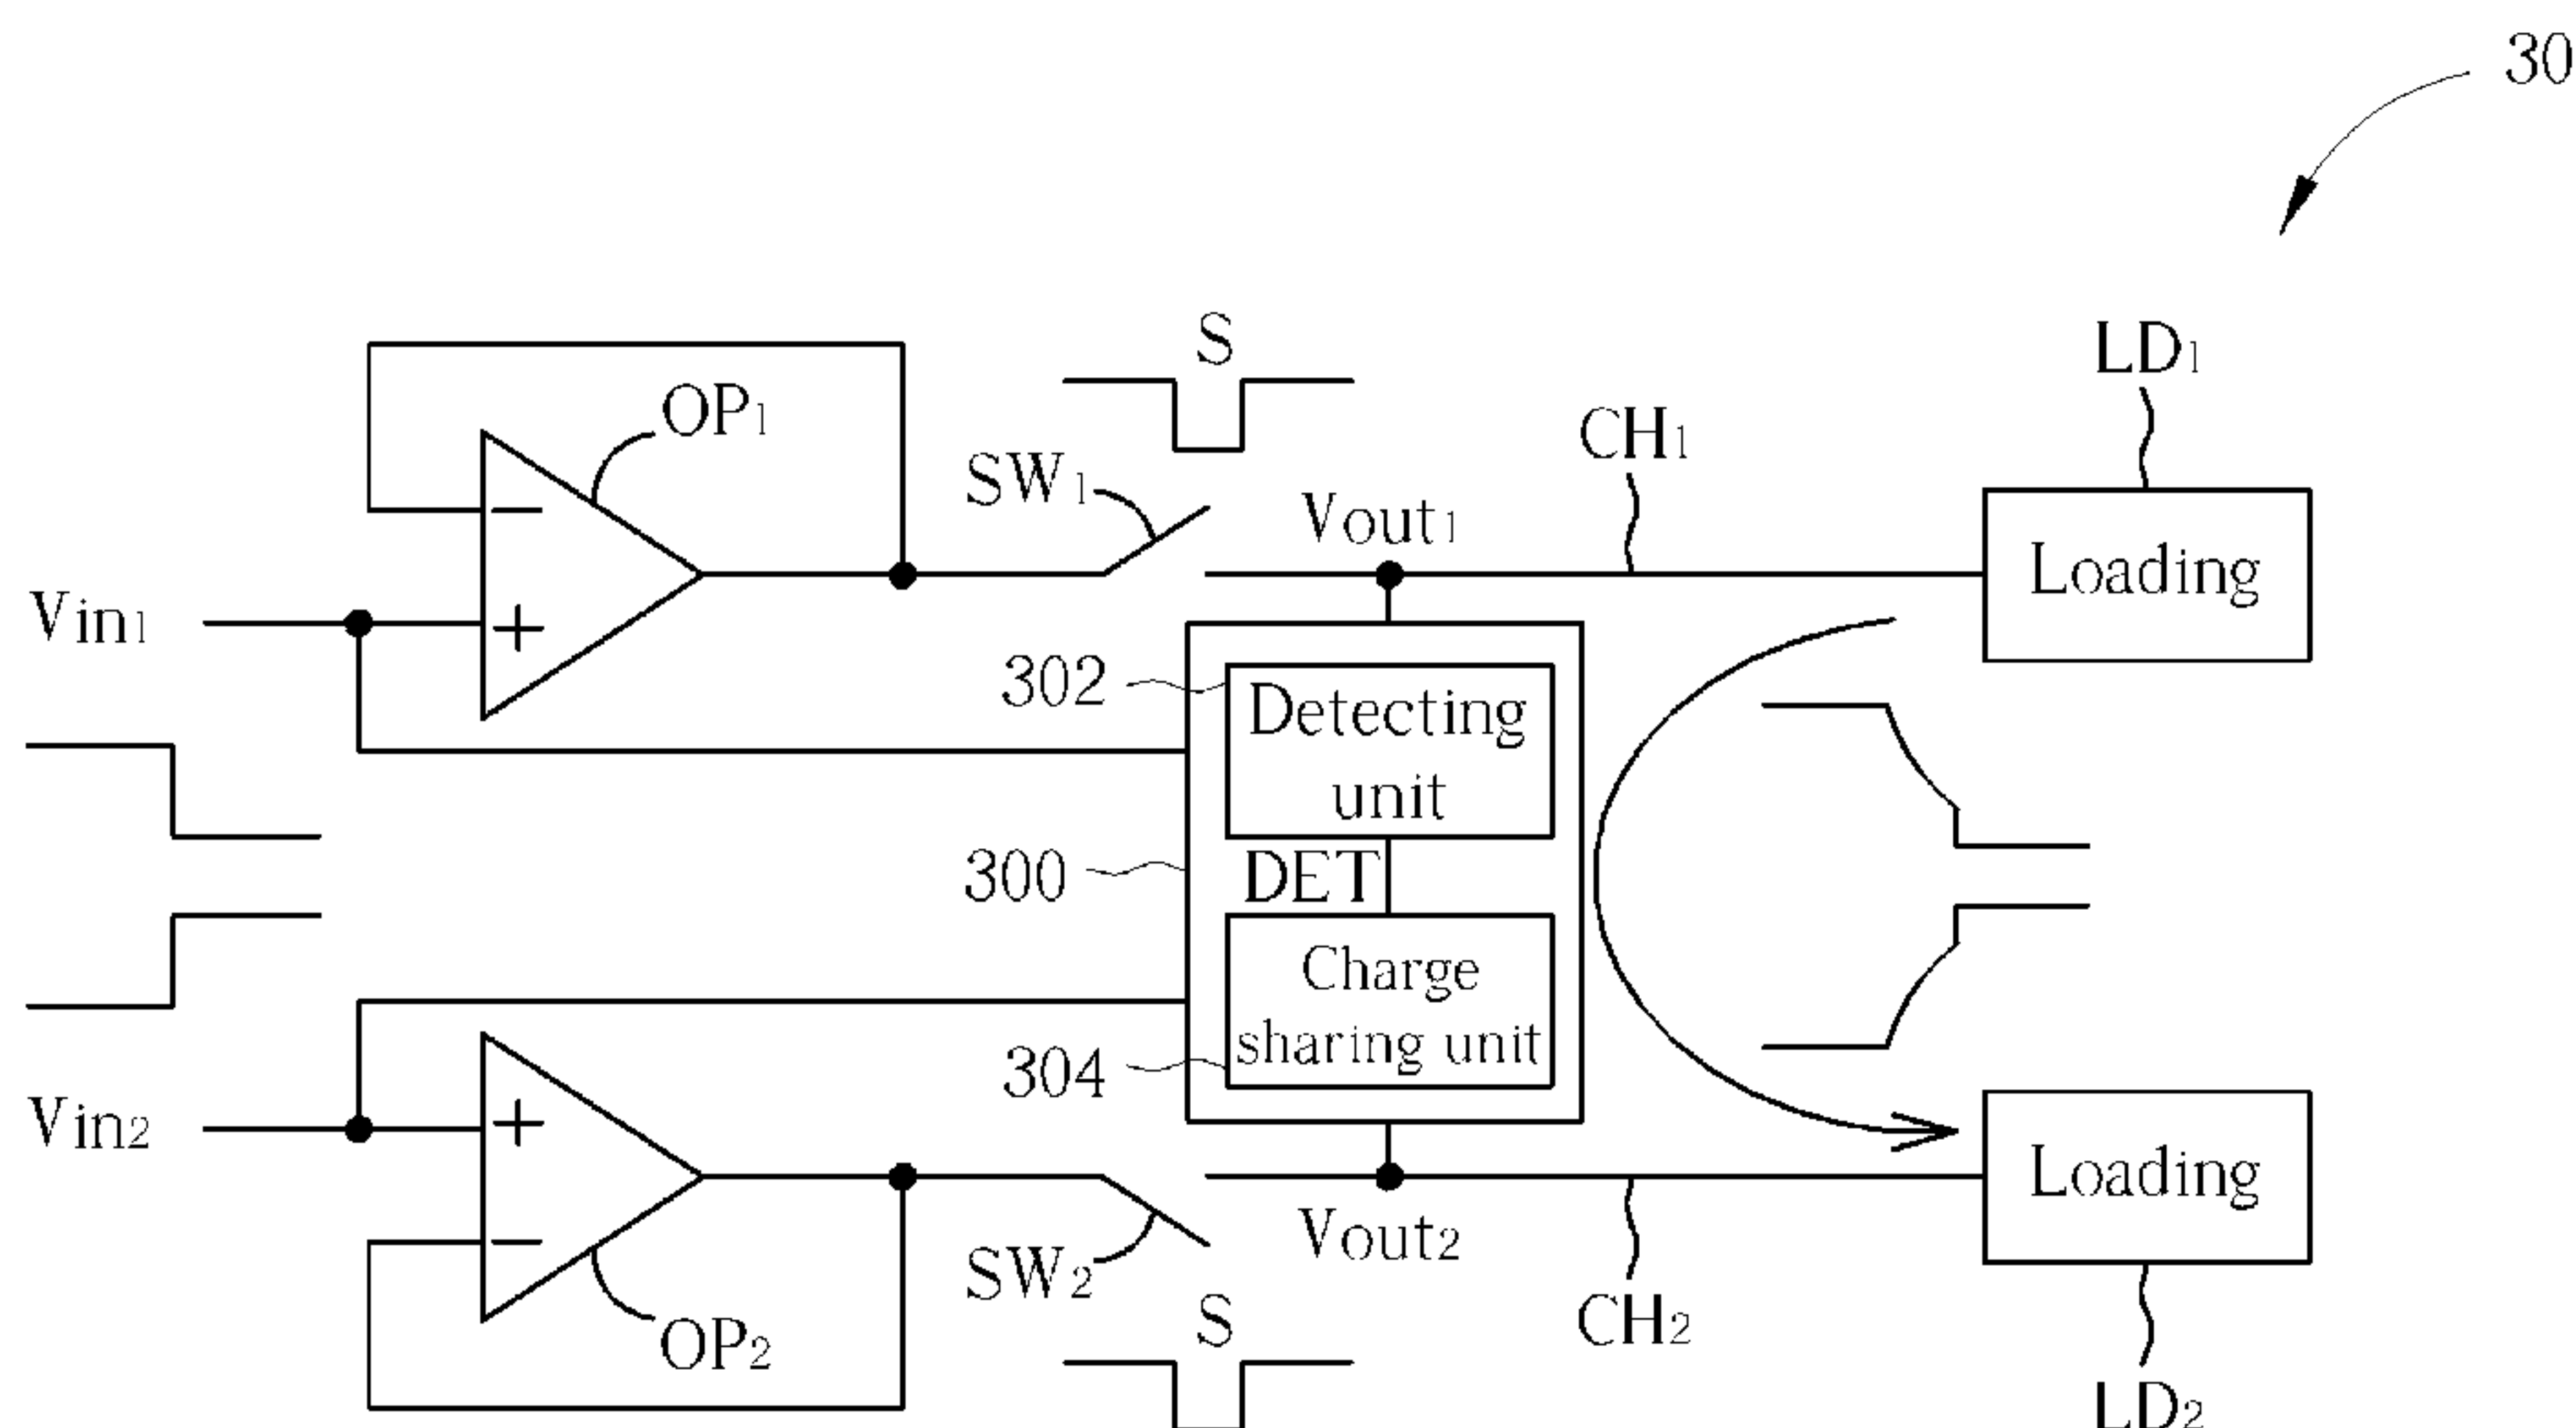 30
S
LD1
OP1
CH1
SW1
Vout1
Loading
Vin1
−
+
302
Detecting
unit
300
DET
Charge
sharing unit
304
Vin2
+
−
Loading
SW2
Vout2
OP2
S
CH2
LD2